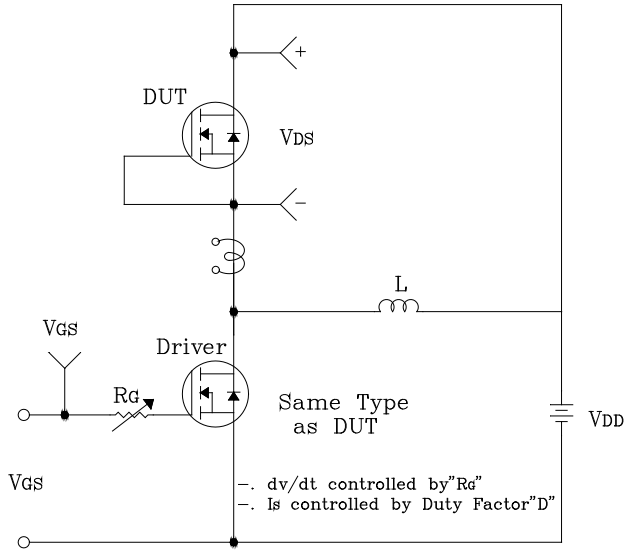 +
DUT
VDS
-
L
VGS
Driver
RG
Same Type
as DUT
VDD
VGS
-. dv/dt controlled by"RG"
-. Is controlled by Duty Factor"D"